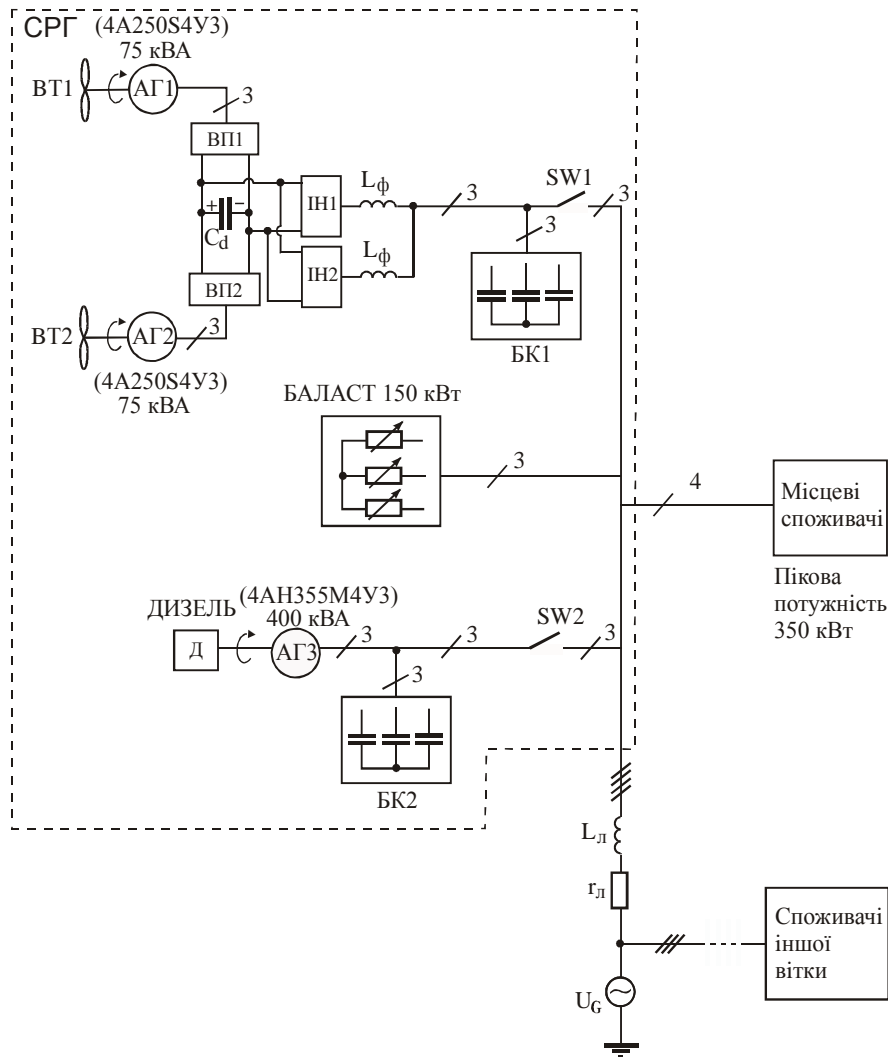 СРГ
(4А250S4У3)
75 кВА
ВТ1
АГ1
3
ВП1
+
−
Cd
ІН1
Lф
3
SW1
3
ІН2
Lф
3
ВП2
БК1
ВТ2
АГ2
3
(4А250S4У3)
75 кВА
БАЛАСТ 150 кВт
3
4
Місцеві
споживачі
Пікова
потужність
350 кВт
ДИЗЕЛЬ
(4АН355М4У3)
400 кВА
Д
АГ3
3
3
SW2
3
3
БК2
Lл
rл
Споживачі
іншої
вітки
UG